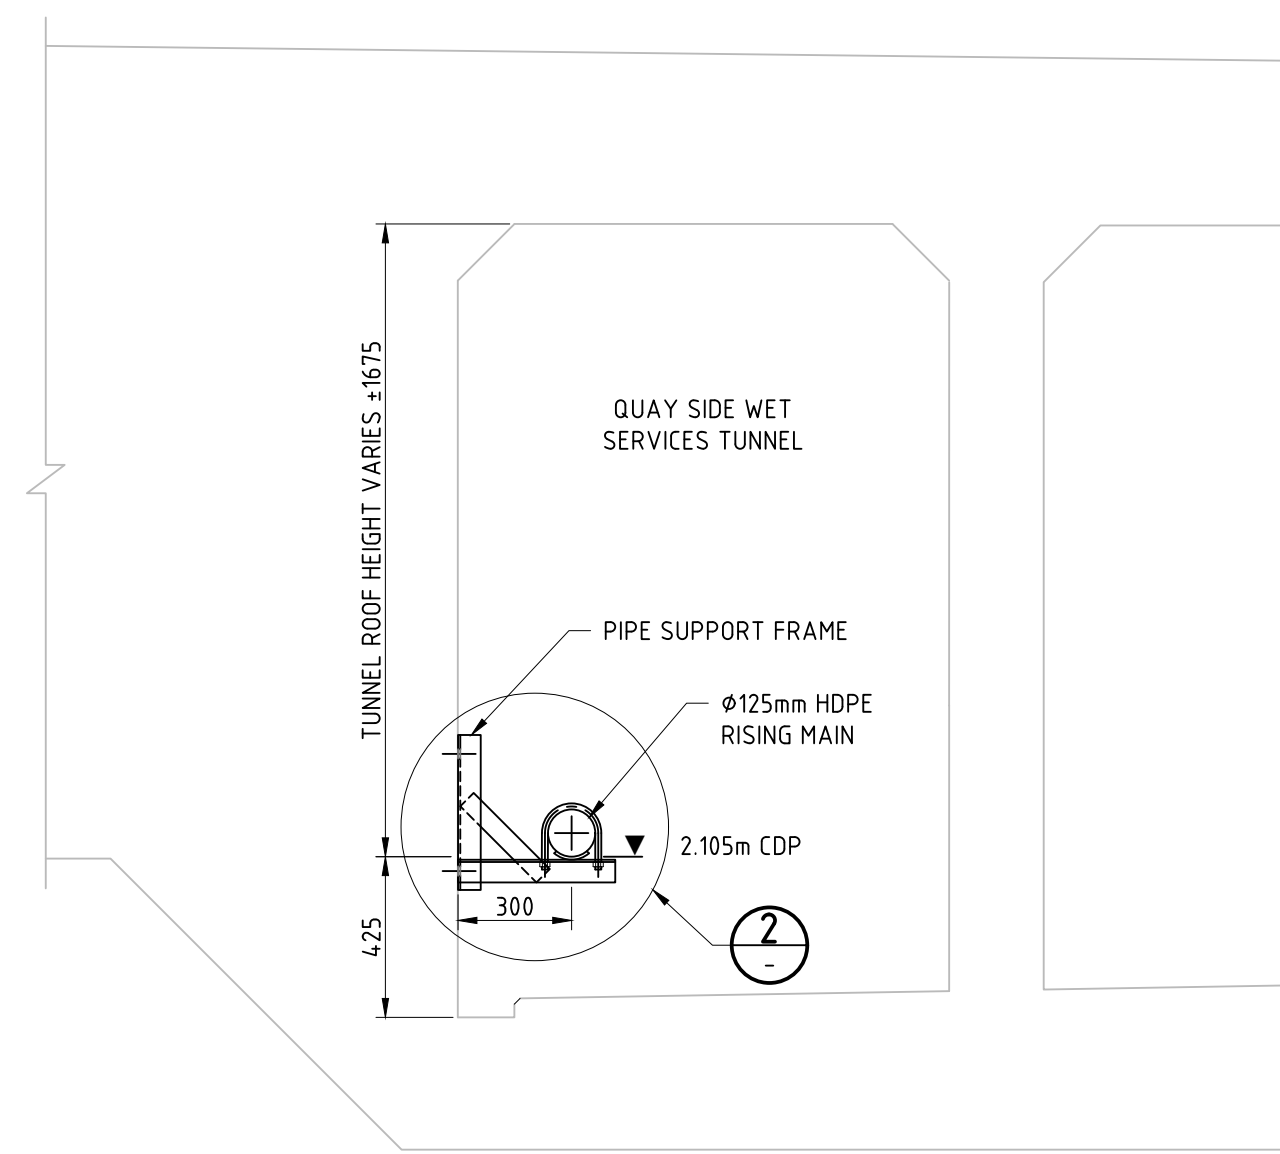 TUNNEL ROOF HEIGHT VARIES ±1675
QUAY SIDE WET
SERVICES TUNNEL
PIPE SUPPORT FRAME
Ø125mm HDPE
RISING MAIN
2.105m CDP
300
425
2
-